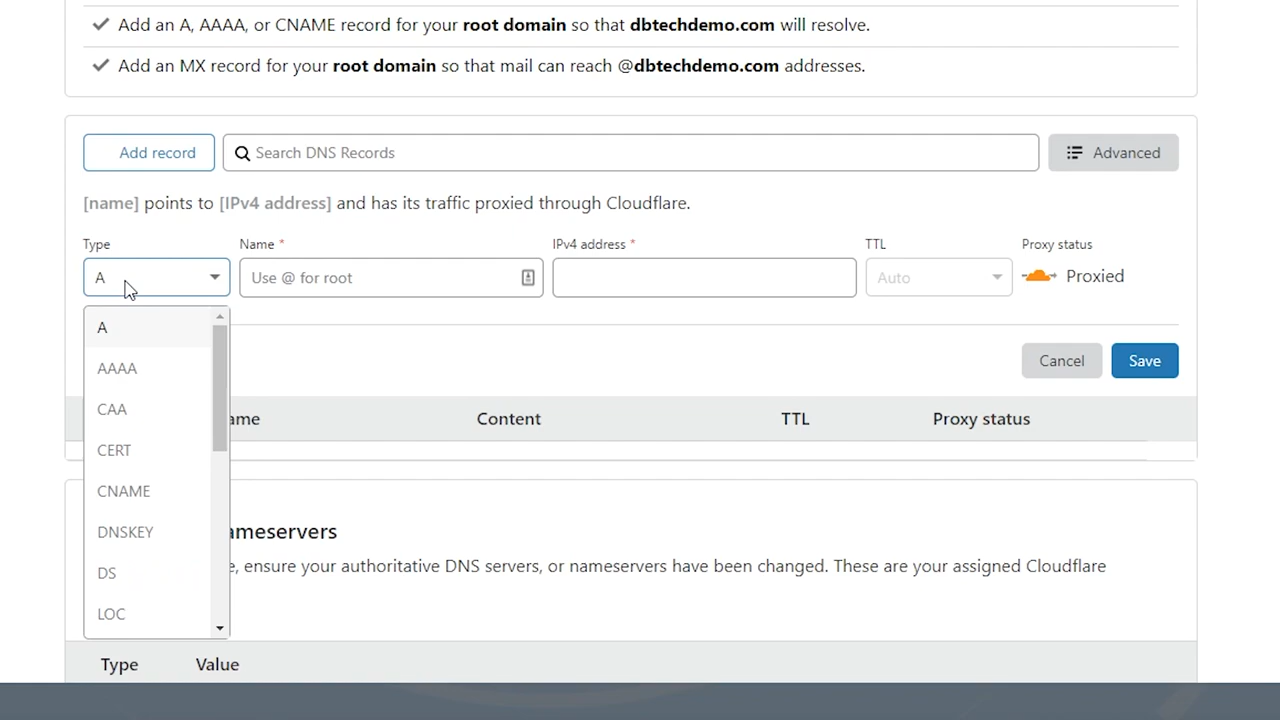 Add an A, AAAA, or CNAME record for your root domain so that dbtechdemo.com will resolve.
Add an MX record for your root domain so that mail can reach @dbtechdemo.com addresses.
Add record
Search DNS Records
Advanced
[name] points to [IPv4 address] and has its traffic proxied through Cloudflare.
Type
Name *
IPv4 address *
TTL
Proxy status
A
Use @ for root
Auto
Proxied
A
AAAA
CAA
CERT
CNAME
DNSKEY
DS
LOC
Cancel
Save
ame
Content
TTL
Proxy status
ameservers
e, ensure your authoritative DNS servers, or nameservers have been changed. These are your assigned Cloudflare
Type
Value